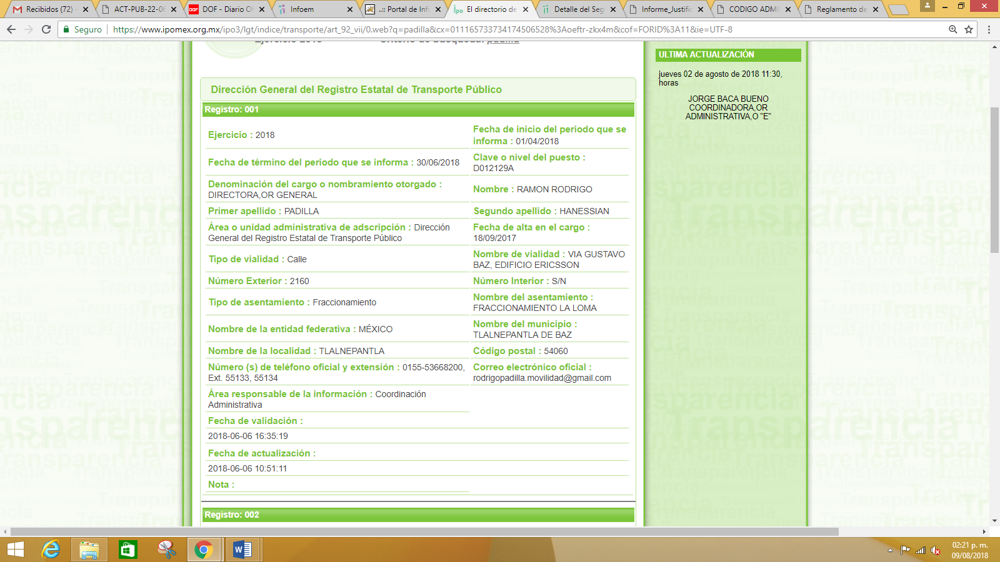 Recibidos (72) -
ACT-PUB-22-06
DOF - Diario Of
Infoem
..:: Portal de Info
El directorio de
Detalle del Seg
Informe_Justific
CODIGO ADMI
Reglamento de
Seguro
https://www.ipomex.org.mx/ipo3/lgt/indice/transporte/art_92_vii/0.web?q=padilla&cx=011165733734174506528%3Aoeftr-zkx4m&cof=FORID%3A11&ie=UTF-8
Ejercicio 2018
Criterio de búsqueda: padilla
ULTIMA ACTUALIZACIÓN
jueves 02 de agosto de 2018 11:30,
horas
JORGE BACA BUENO
COORDINADORA,OR
ADMINISTRATIVA,O "E"
Dirección General del Registro Estatal de Transporte Público
Registro: 001
Ejercicio : 2018
Fecha de inicio del periodo que se
informa : 01/04/2018
Fecha de término del periodo que se informa : 30/06/2018
Clave o nivel del puesto :
D012129A
Denominación del cargo o nombramiento otorgado :
DIRECTORA,OR GENERAL
Nombre : RAMON RODRIGO
Primer apellido : PADILLA
Segundo apellido : HANESSIAN
Área o unidad administrativa de adscripción : Dirección
General del Registro Estatal de Transporte Público
Fecha de alta en el cargo :
18/09/2017
Tipo de vialidad : Calle
Nombre de vialidad : VIA GUSTAVO
BAZ, EDIFICIO ERICSSON
Número Exterior : 2160
Número Interior : S/N
Tipo de asentamiento : Fraccionamiento
Nombre del asentamiento :
FRACCIONAMIENTO LA LOMA
Nombre de la entidad federativa : MÉXICO
Nombre del municipio :
TLALNEPANTLA DE BAZ
Nombre de la localidad : TLALNEPANTLA
Código postal : 54060
Número (s) de teléfono oficial y extensión : 0155-53668200,
Ext. 55133, 55134
Correo electrónico oficial :
rodrigopadilla.movilidad@gmail.com
Área responsable de la información : Coordinación
Administrativa
Fecha de validación :
2018-06-06 16:35:19
Fecha de actualización :
2018-06-06 10:51:11
Nota :
Registro: 002
02:21 p. m.
09/08/2018